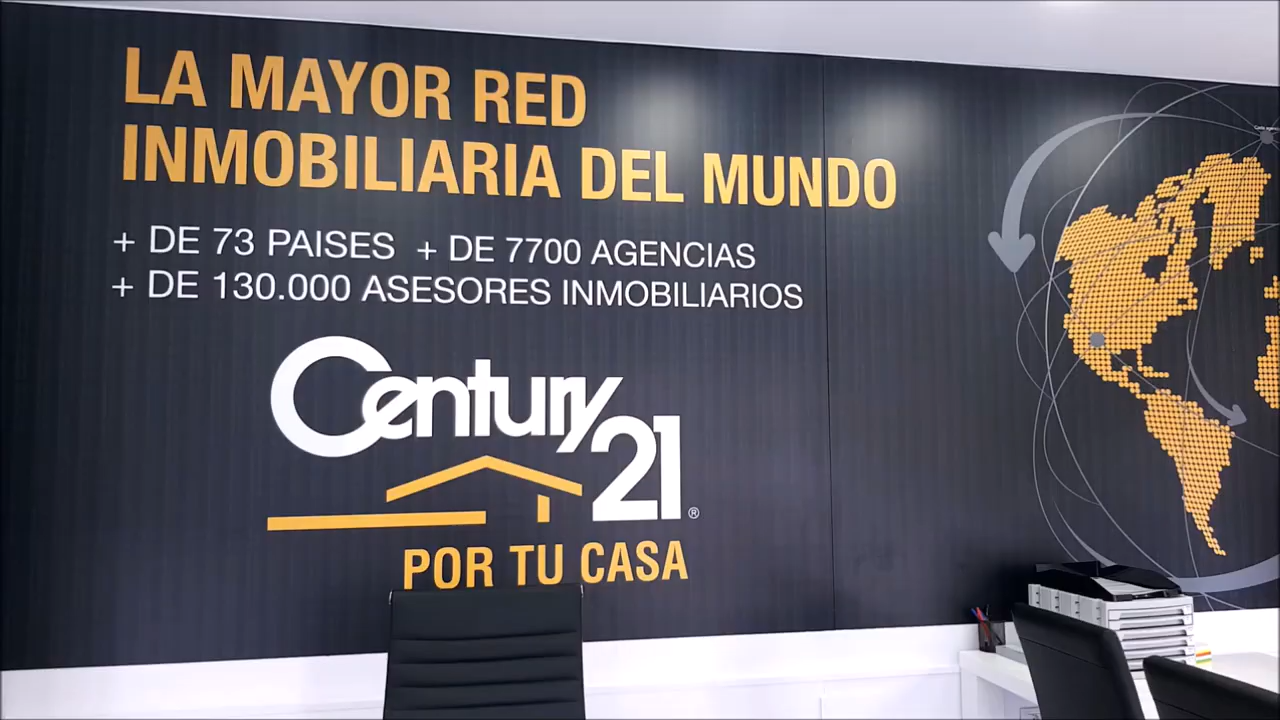 LA MAYOR RED
INMOBILIARIA DEL MUNDO
+ DE 73 PAISES + DE 7700 AGENCIAS
+ DE 130.000 ASESORES INMOBILIARIOS
Century
21®
POR TU CASA